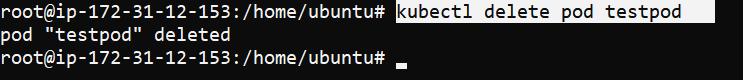 root@ip-172-31-12-153:/home/ubuntu# kubectl delete pod testpod
pod "testpod" deleted
root@ip-172-31-12-153:/home/ubuntu#